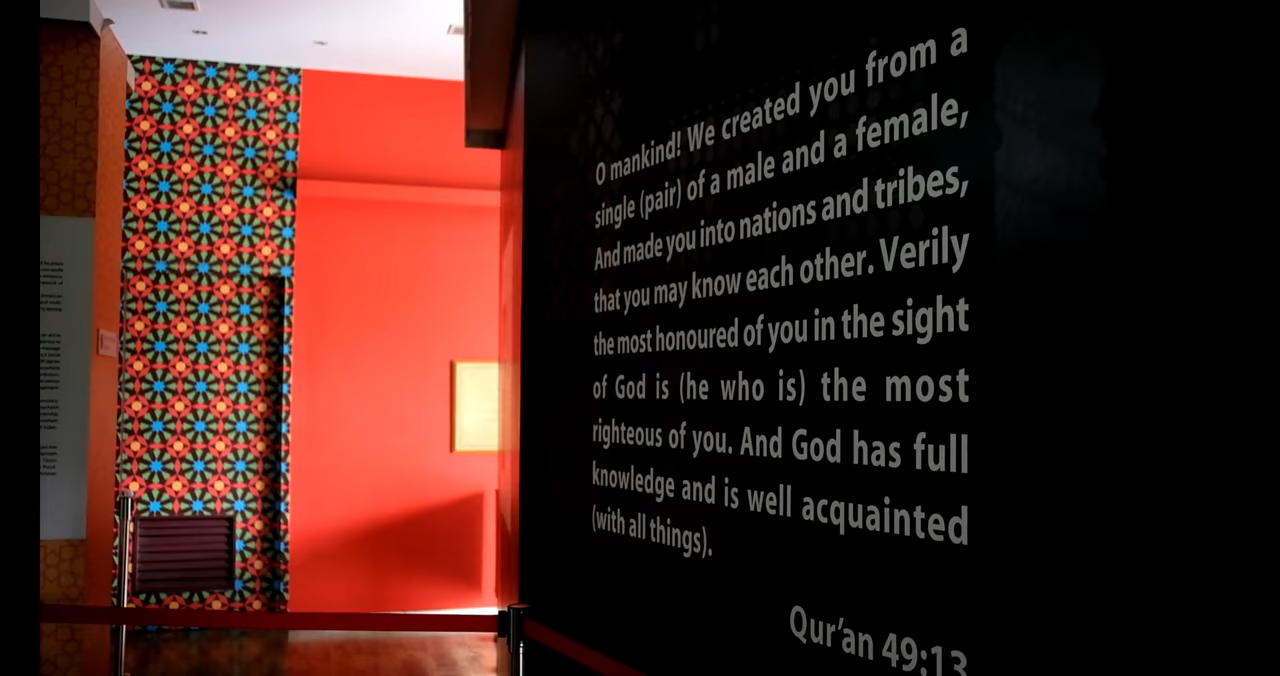 O mankind! We created you from a
single (pair) of a male and a female,
And made you into nations and tribes,
that you may know each other. Verily
the most honoured of you in the sight
of God is (he who is) the most
righteous of you. And God has full
knowledge and is well acquainted
(with all things).
Qur'an 49:13